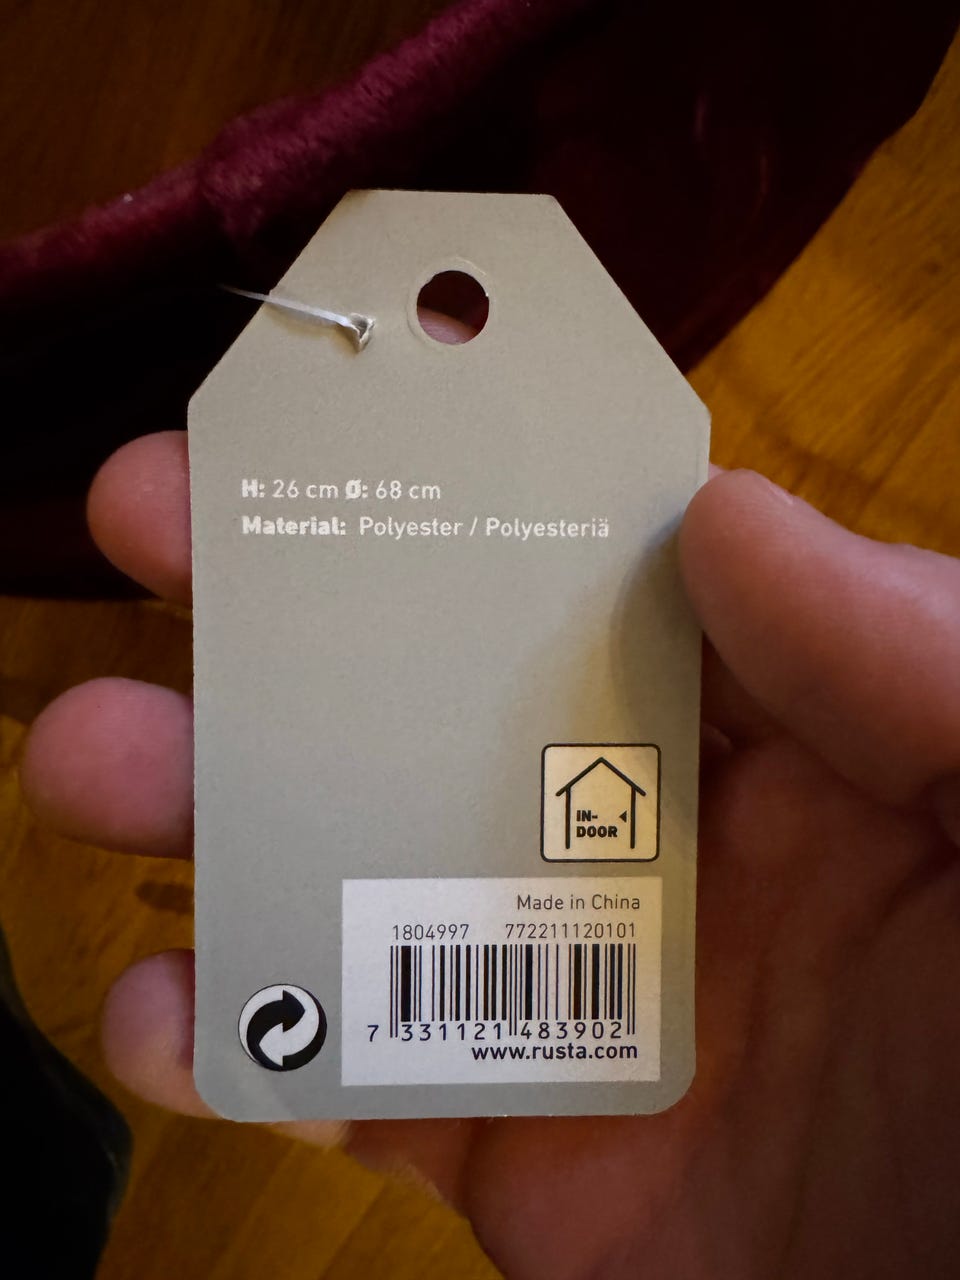 H: 26 cm Ø: 68 cm
Material: Polyester / Polyesteriä
IN-
DOOR
Made in China
1804997 772211120101
7 331121 483902
www.rusta.com